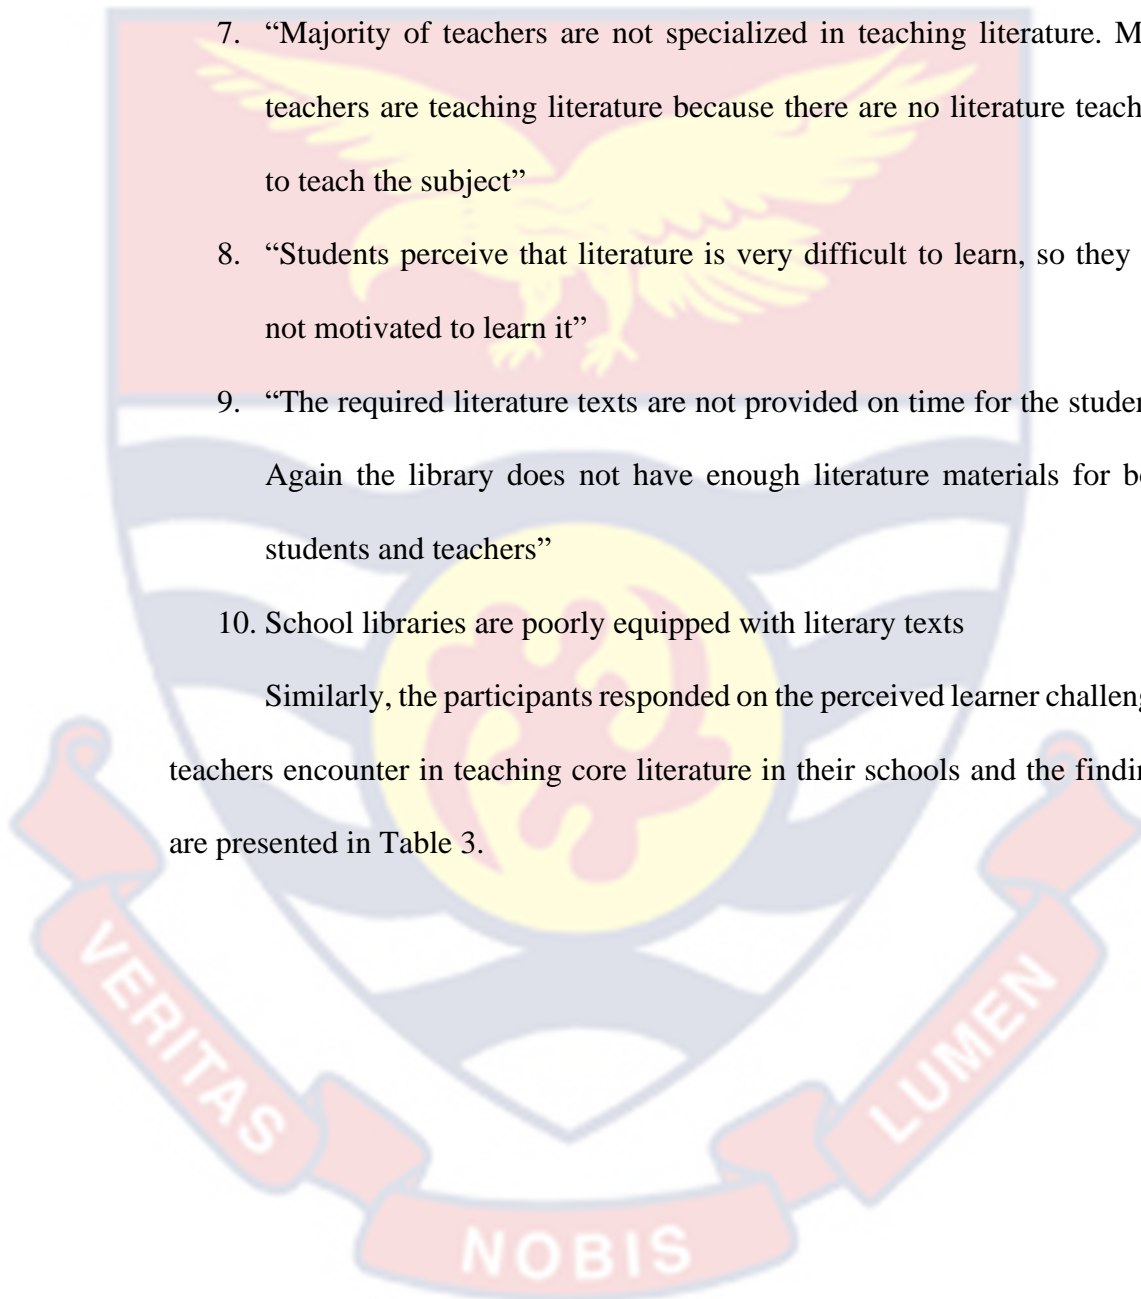 7. “Majority of teachers are not specialized in teaching literature. M
teachers are teaching literature because there are no literature teach
to teach the subject”
8. “Students perceive that literature is very difficult to learn, so they
not motivated to learn it”
9. “The required literature texts are not provided on time for the studen
Again the library does not have enough literature materials for bo
students and teachers”
10. School libraries are poorly equipped with literary texts
Similarly, the participants responded on the perceived learner challeng
teachers encounter in teaching core literature in their schools and the findin
are presented in Table 3.
VERITAS
NOBIS
LUMEN